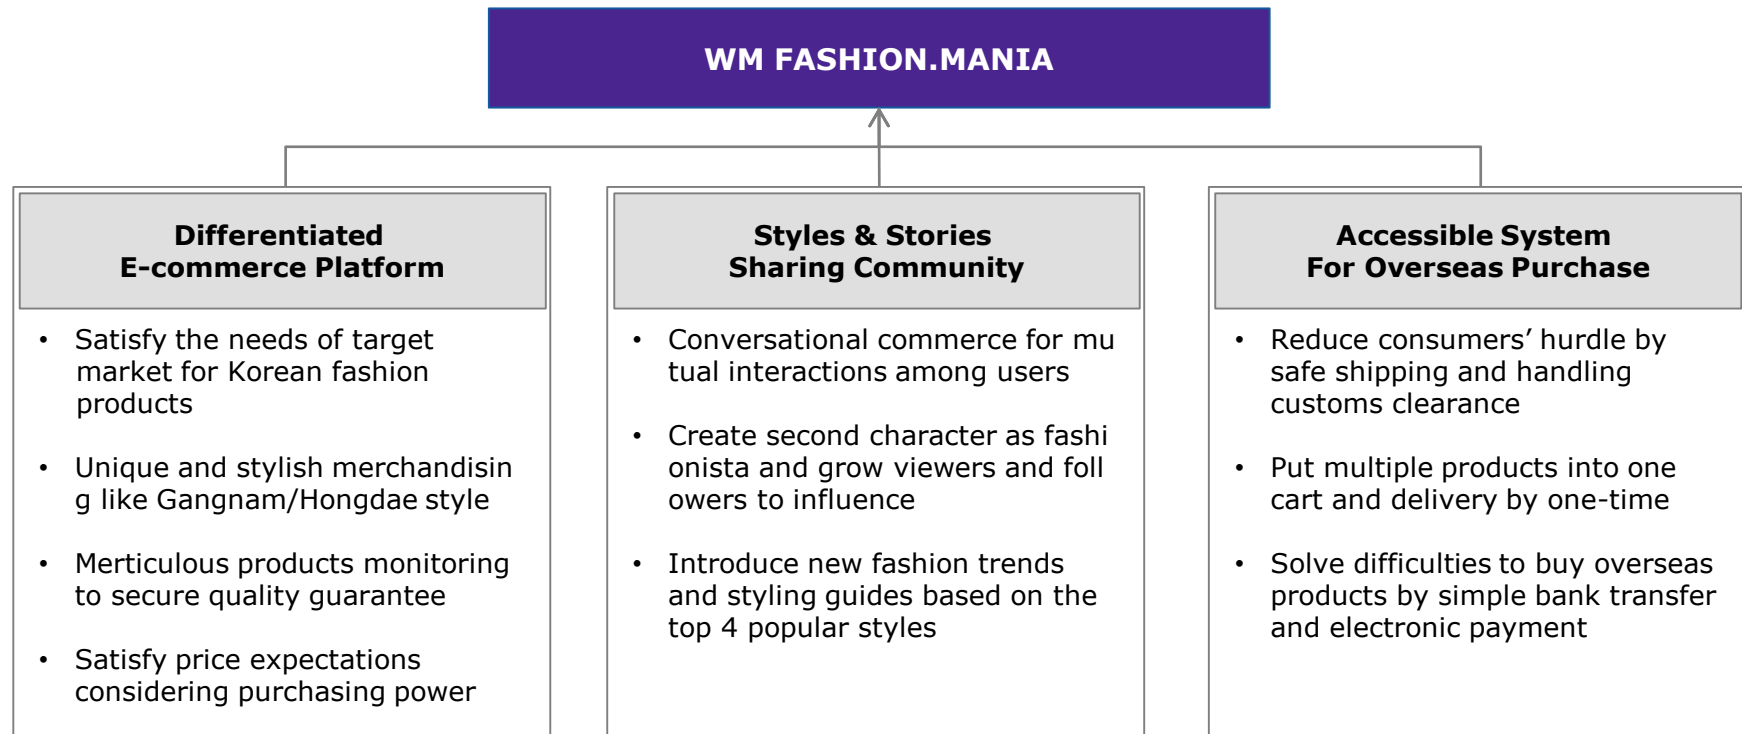 WM FASHION.MANIA
Differentiated
E-commerce Platform
• Satisfy the needs of target
market for Korean fashion
products
• Unique and stylish merchandisin
g like Gangnam/Hongdae style
• Merticulous products monitoring
to secure quality guarantee
• Satisfy price expectations
considering purchasing power
Styles & Stories
Sharing Community
• Conversational commerce for mu
tual interactions among users
• Create second character as fashi
onista and grow viewers and foll
owers to influence
• Introduce new fashion trends
and styling guides based on the
top 4 popular styles
Accessible System
For Overseas Purchase
• Reduce consumers’ hurdle by
safe shipping and handling
customs clearance
• Put multiple products into one
cart and delivery by one-time
• Solve difficulties to buy overseas
products by simple bank transfer
and electronic payment